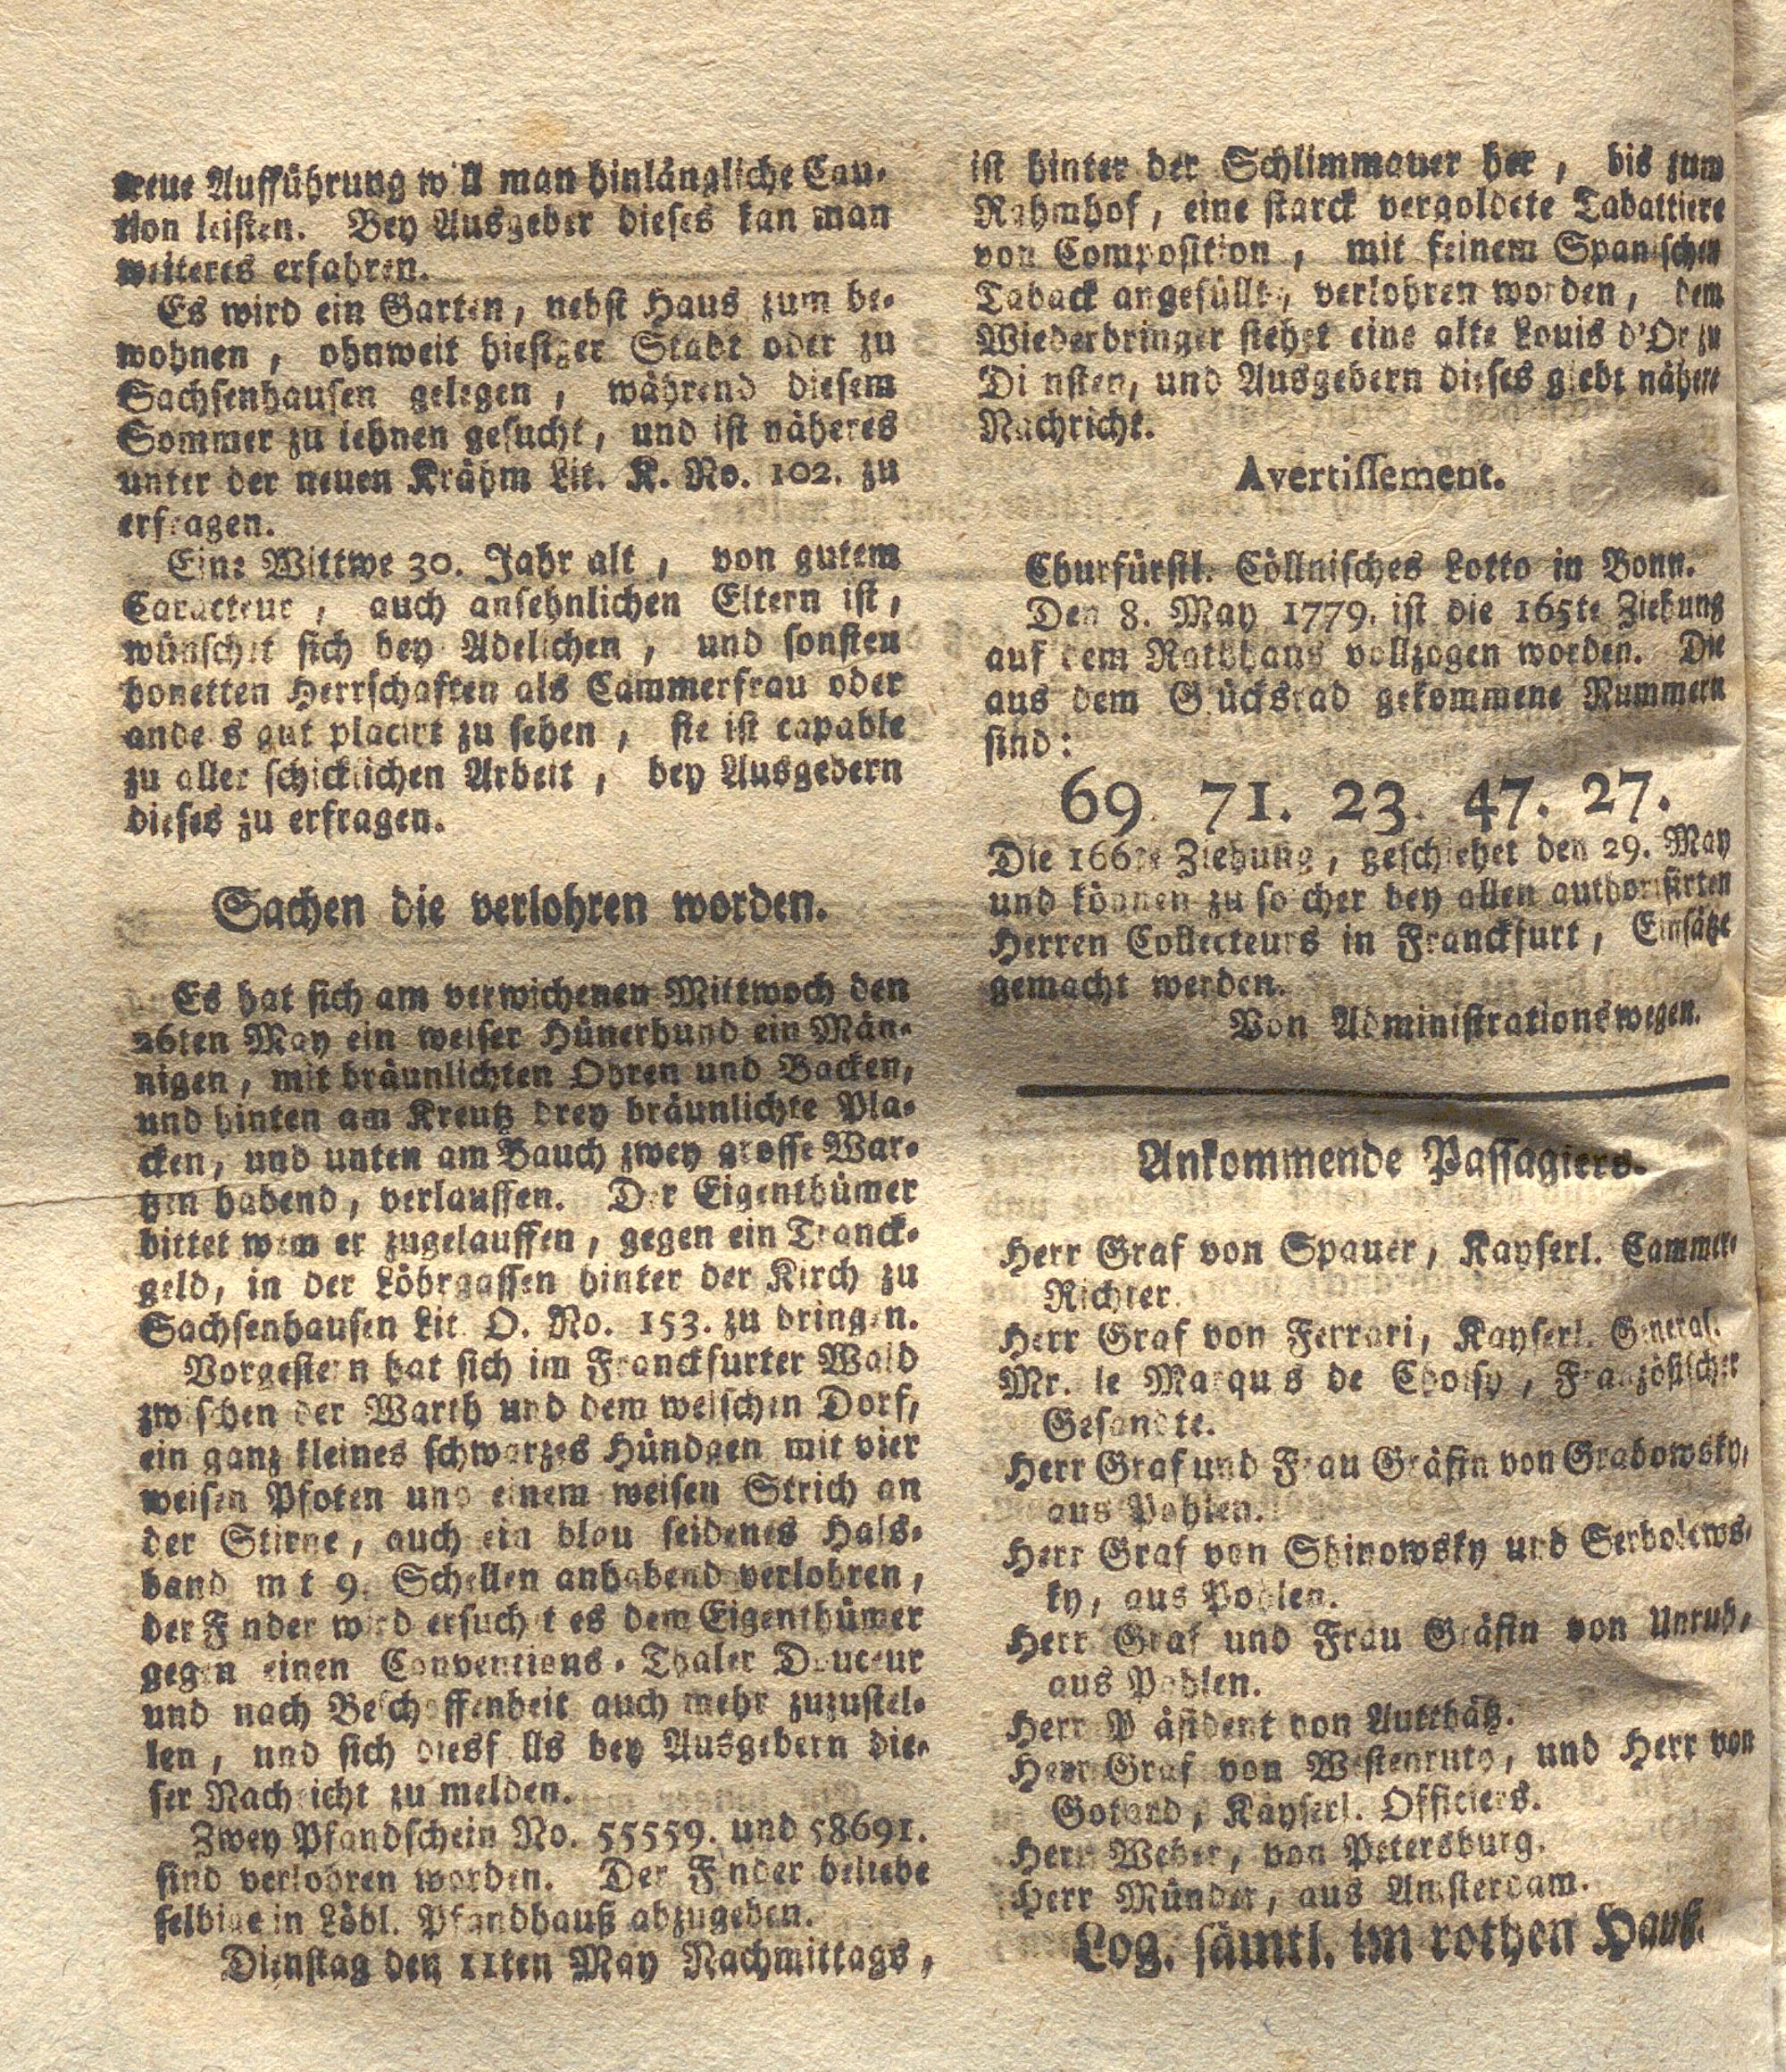 treue Aufführung will man hinlängliche Cau-
tion leisten. Bey Ausgeber dieses kan man
weiteres erfahren.
Es wird ein Garten, nebst Haus zum be-
wohnen, ohnweit hiesiger Stadt oder zu
Sachsenhausen gelegen, während diesem
Sommer zu lehnen gesucht, und ist näheres
unter der neuen Krähm Lit. K. No. 102. zu
erfragen.
Eine Wittwe 30. Jahr alt, von gutem
Caracteur, auch ansehnlichen Eltern ist,
wünschet sich bey Adelichen, und sonsten
honetten Herrschaften als Cammerfrau oder
anders gut placirt zu sehen, sie ist capable
zu aller schicklichen Arbeit, bey Ausgebern
dieses zu erfragen.
Sachen die verlohren worden.
Es hat sich am verwichenen Mittwoch den
26ten May ein weiser Hünerhund ein Män-
nigen, mit bräunlichten Ohren und Backen,
und hinten am Kreutz drey bräunlichte Pla-
cken, und unten am Bauch zwey grosse War-
tzen habend, verlauffen. Der Eigenthümer
bittet wem er zugelauffen, gegen ein Tranck-
geld, in der Löhrgassen hinter der Kirch zu
Sachsenhausen Lit. O. No. 153. zu bringen.
Vorgestern hat sich im Franckfurter Wald
zwischen der Warth und dem welschen Dorf,
ein ganz kleines schwarzes Hündgen mit vier
weisen Pfoten und einem weisen Strich an
der Stirne, auch ein blau seidenes Hals-
band mit 9. Schellen anhabend verlohren,
der Finder wird ersuchet es dem Eigenthümer
gegen einen Conventions-Thaler Douceur
und nach Beschaffenheit auch mehr zuzustel-
len, und sich diesfalls bey Ausgebern die-
ser Nachricht zu melden.
Zwey Pfandschein No. 55559. und 58691.
sind verlohren worden. Der Finder beliebe
selbige in Löbl. Pfandhauß abzugeben.
Dienstag den 11ten May Nachmittags,
ist hinter der Schlimmauer her, bis zum
Rahmhof, eine starck vergoldete Tabattiere
von Composition, mit feinem Spanischen
Taback angefüllt, verlohren worden, dem
Wiederbringer stehet eine alte Louis d'Or zu
Diensten, und Ausgebern dieses giebt nähere
Nachricht.
Avertissement.
Churfürstl. Cöllnisches Lotto in Bonn.
Den 8. May 1779. ist die 165te Ziehung
auf dem Rathhaus vollzogen worden. Die
aus dem Glücksrad gekommene Nummern
sind:
69. 71. 23. 47. 27.
Die 166te Ziehung, geschiehet den 29. May
und können zu solcher bey allen authorisirten
Herren Collecteurs in Franckfurt, Einsätze
gemacht werden.
Von Administrationswegen.
Ankommende Passagiers.
Herr Graf von Spauer, Kayserl. Cammer-
Richter.
Herr Graf von Ferrari, Kayserl. General.
Mr. le Marquis de Choisy, Französischer
Gesandte.
Herr Graf und Frau Gräfin von Grabowsky,
aus Pohlen.
Herr Graf von Sbinowsky und Serbolews-
ky, aus Pohlen.
Herr Graf und Frau Gräfin von Unruh,
aus Pohlen.
Herr Präsident von
Herr Graf von und Herr von
Kayserl. Officiers.
Herr Weber, von Petersburg.
Herr Münder, aus Amsterdam.
Log. sämtl. im rothen Hauß.